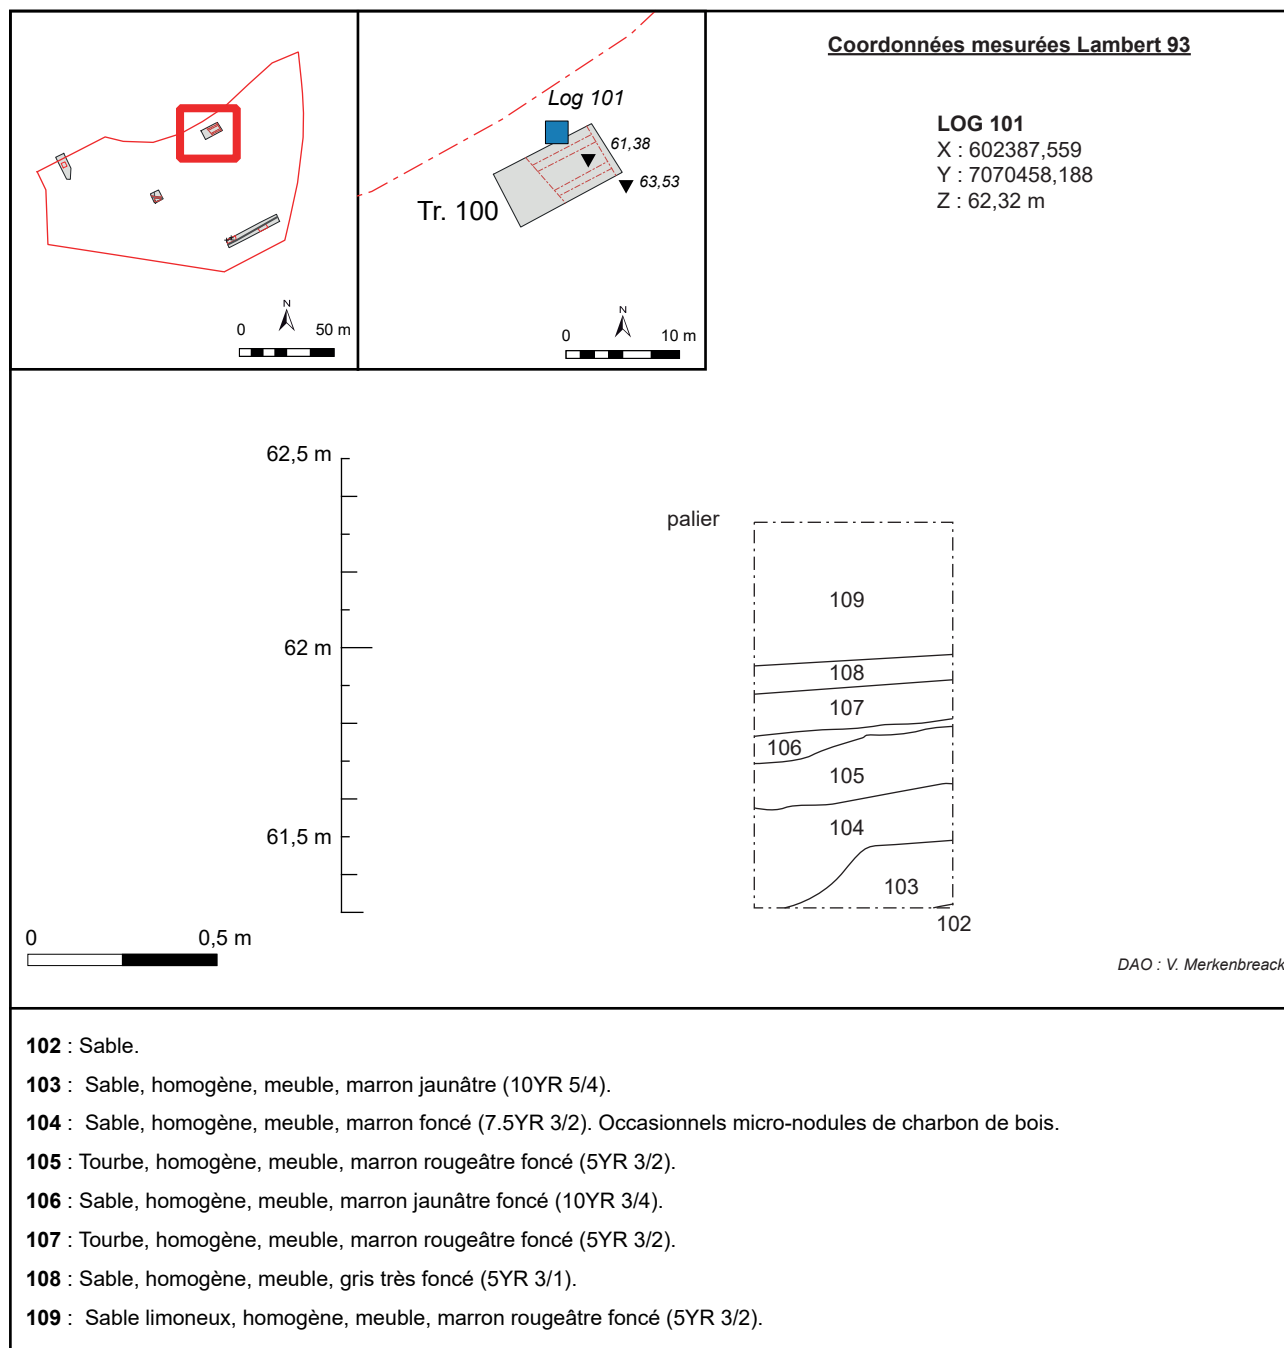 N
0
50 m
Log 101
61,38
63,53
Tr. 100
N
0
10 m
Coordonnées mesurées Lambert 93
LOG 101
X : 602387,559
Y : 7070458,188
Z : 62,32 m
62,5 m
62 m
61,5 m
0
0,5 m
palier
109
108
107
106
105
104
103
102
DAO : V. Merkenbreack
102 : Sable.
103 : Sable, homogène, meuble, marron jaunâtre (10YR 5/4).
104 : Sable, homogène, meuble, marron foncé (7.5YR 3/2). Occasionnels micro-nodules de charbon de bois.
105 : Tourbe, homogène, meuble, marron rougeâtre foncé (5YR 3/2).
106 : Sable, homogène, meuble, marron jaunâtre foncé (10YR 3/4).
107 : Tourbe, homogène, meuble, marron rougeâtre foncé (5YR 3/2).
108 : Sable, homogène, meuble, gris très foncé (5YR 3/1).
109 : Sable limoneux, homogène, meuble, marron rougeâtre foncé (5YR 3/2).